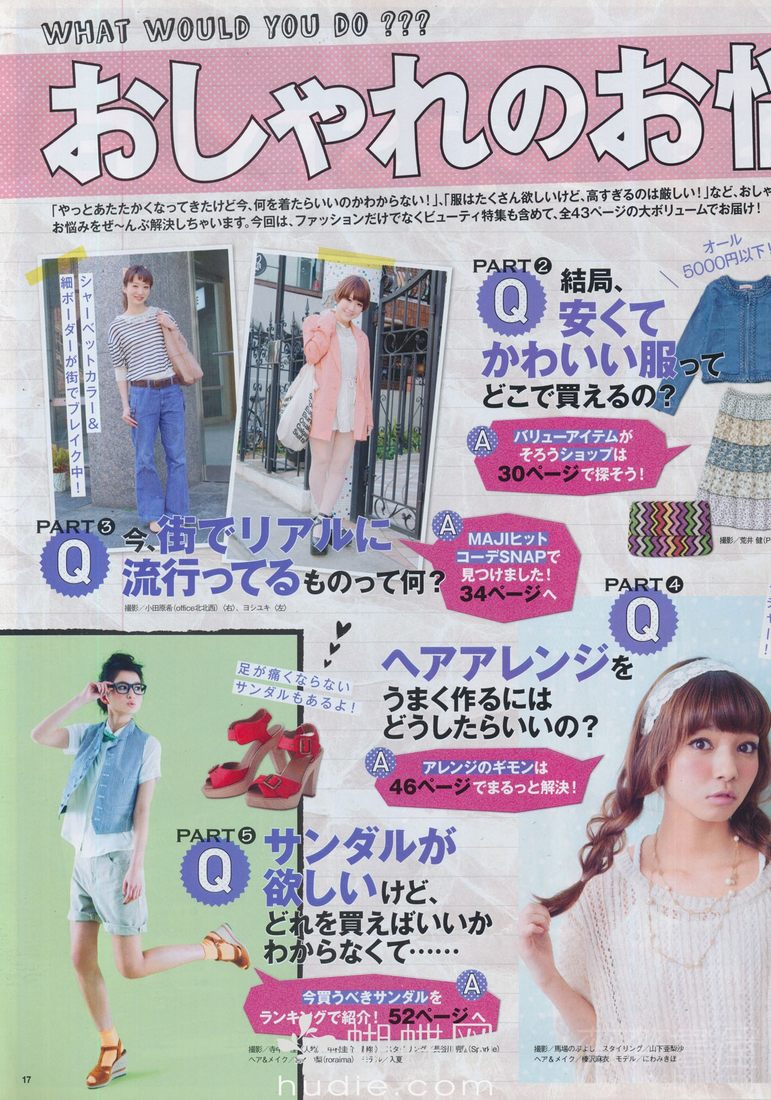 WHAT WOULD YOU DO ???
おしゃれのお悩
「やっとあたたかくなってきたけど今、何を着たらいいのかわからない!」、「服はたくさん欲しいけど、高すぎるのは厳しい!」など、おしゃ
お悩みをぜ〜んぶ解決しちゃいます。今回は、ファッションだけでなくビューティ特集も含めて、全43ページの大ボリュームでお届け!
シャーベットカラー&
細ボーダーが街でブレイク中!
PART❷
Q
結局、
安くて
かわいい服って
どこで買えるの?
オール
5000円以下!
A
バリューアイテムが
そろうショップは
30ページで探そう!
撮影/荒井 健(P
PART❸
Q
今、街でリアルに
流行ってるものって何?
撮影/小田原希(office北北西)(右)、ヨシユキ(左)
A
MAJIヒット
コーデSNAPで
見つけました!
34ページへ
PART❹
Q
ヘアアレンジを
うまく作るには
どうしたらいいの?
A
アレンジのギモンは
46ページでまるっと解決!
足が痛くならない
サンダルもあるよ!
PART❺
Q
サンダルが
欲しいけど、
どれを買えばいいか
わからなくて……
A
今買うべきサンダルを
ランキングで紹介! 52ページへ
ヘア&メイク/
(roraima)
入夏
撮影/馬場のぶよし スタイリング/山下亜梨沙
ヘア&メイク/榛沢麻衣 モデル/にわみきほ
17
蝴蝶网
hudie.com